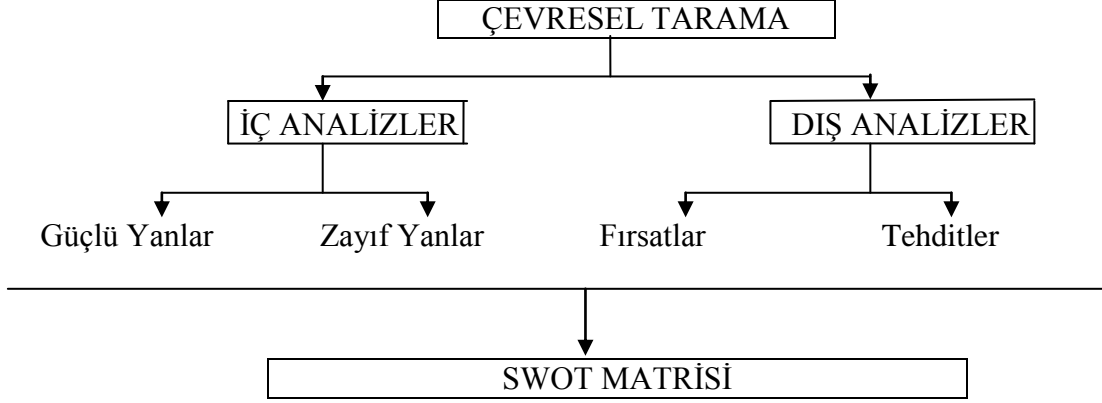 ÇEVRESEL TARAMA
İÇ ANALİZLER DIŞ ANALİZLER
Güçlü Yanlar Zayıf Yanlar Fırsatlar Tehditler
SWOT MATRİSİ